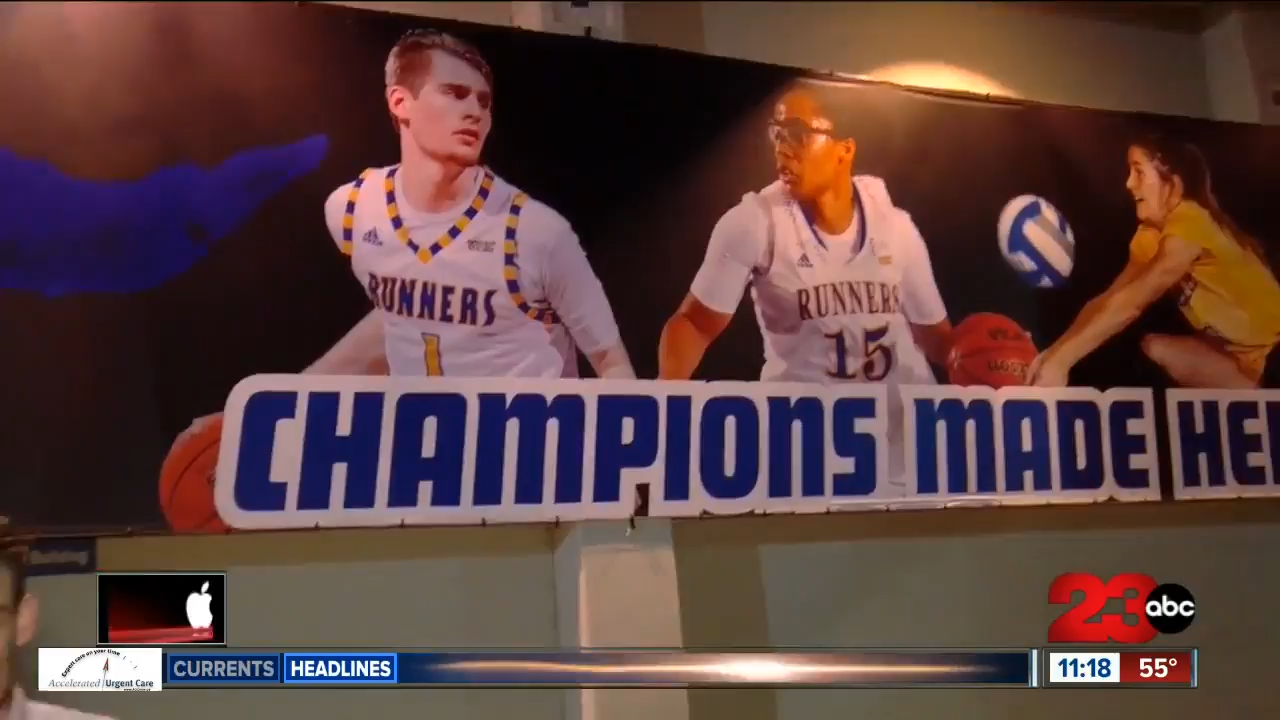 RUNNERS
1
RUNNERS
15
CHAMPIONS MADE HE
23 abc
Accelerated Urgent Care
CURRENTS
HEADLINES
11:18
55°